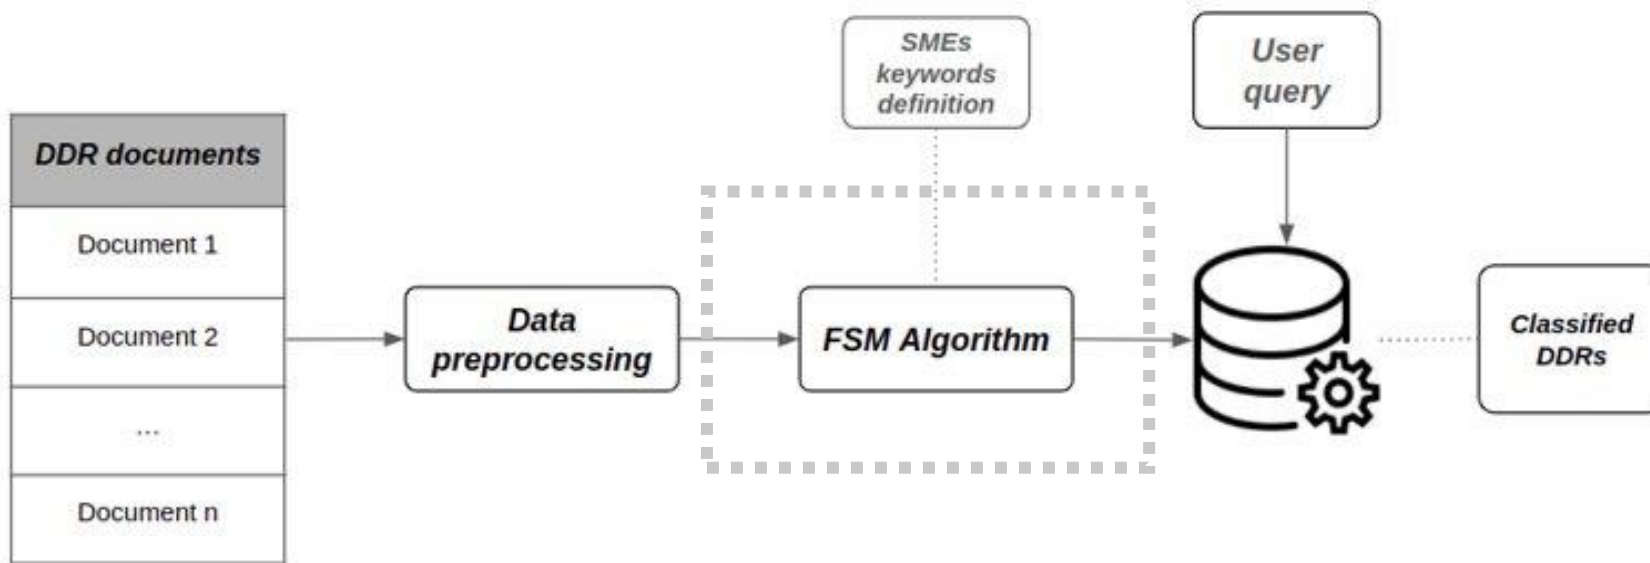 DDR documents
Document 1
Document 2
...
Document n
Data
preprocessing
SMEs
keywords
definition
FSM Algorithm
User
query
Classified
DDRs